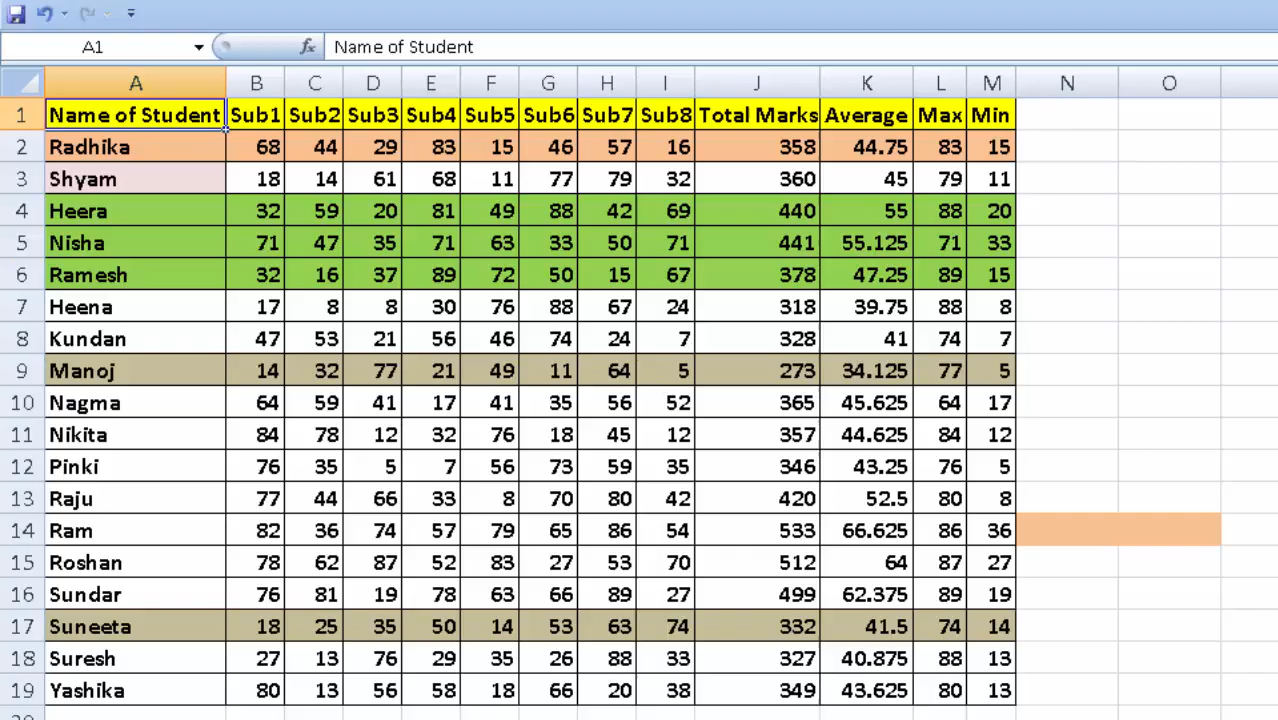 A1 fx Name of Student
A B C D E F G H I J K L M N O
1 Name of Student Sub1 Sub2 Sub3 Sub4 Sub5 Sub6 Sub7 Sub8 Total Marks Average Max Min
2 Radhika 68 44 29 83 15 46 57 16 358 44.75 83 15
3 Shyam 18 14 61 68 11 77 79 32 360 45 79 11
4 Heera 32 59 20 81 49 88 42 69 440 55 88 20
5 Nisha 71 47 35 71 63 33 50 71 441 55.125 71 33
6 Ramesh 32 16 37 89 72 50 15 67 378 47.25 89 15
7 Heena 17 8 8 30 76 88 67 24 318 39.75 88 8
8 Kundan 47 53 21 56 46 74 24 7 328 41 74 7
9 Manoj 14 32 77 21 49 11 64 5 273 34.125 77 5
10 Nagma 64 59 41 17 41 35 56 52 365 45.625 64 17
11 Nikita 84 78 12 32 76 18 45 12 357 44.625 84 12
12 Pinki 76 35 5 7 56 73 59 35 346 43.25 76 5
13 Raju 77 44 66 33 8 70 80 42 420 52.5 80 8
14 Ram 82 36 74 57 79 65 86 54 533 66.625 86 36
15 Roshan 78 62 87 52 83 27 53 70 512 64 87 27
16 Sundar 76 81 19 78 63 66 89 27 499 62.375 89 19
17 Suneeta 18 25 35 50 14 53 63 74 332 41.5 74 14
18 Suresh 27 13 76 29 35 26 88 33 327 40.875 88 13
19 Yashika 80 13 56 58 18 66 20 38 349 43.625 80 13